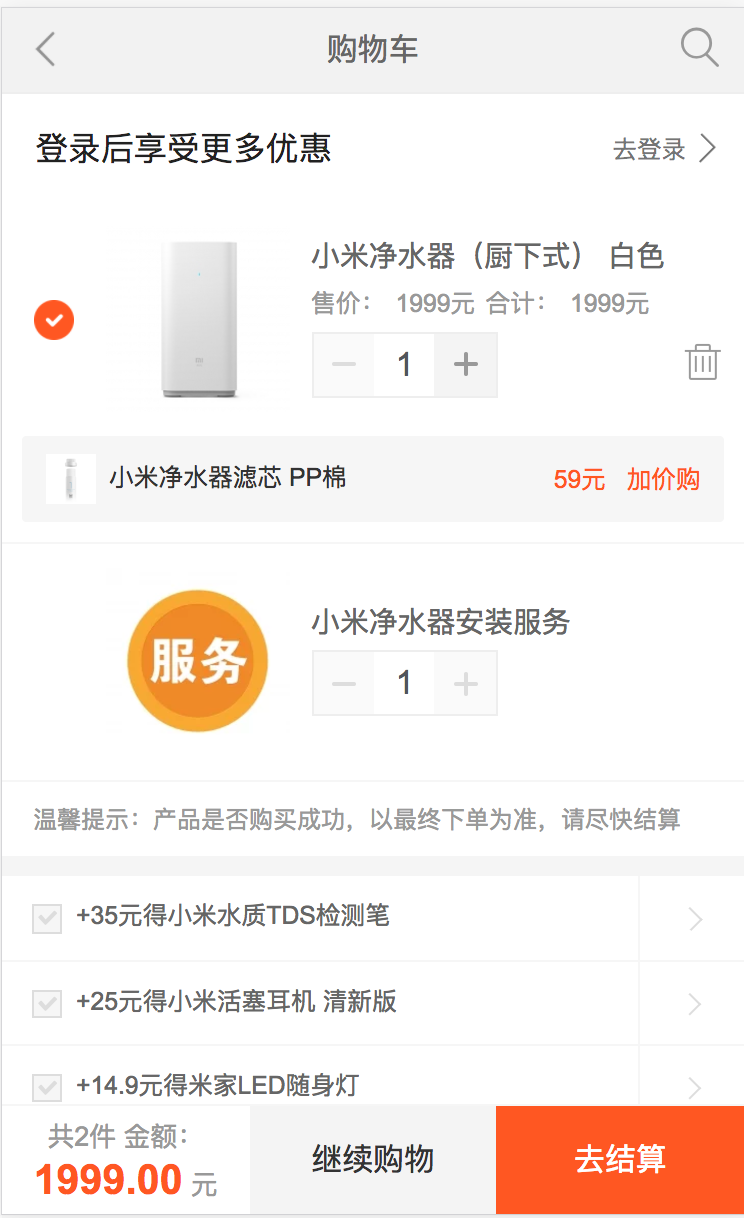 购物车
登录后享受更多优惠 去登录
小米净水器（厨下式） 白色
售价： 1999元 合计： 1999元
1
小米净水器滤芯 PP棉 59元 加价购
服务
小米净水器安装服务
1
温馨提示：产品是否购买成功，以最终下单为准，请尽快结算
+35元得小米水质TDS检测笔
+25元得小米活塞耳机 清新版
+14.9元得米家LED随身灯
共2件 金额：
1999.00 元
继续购物
去结算